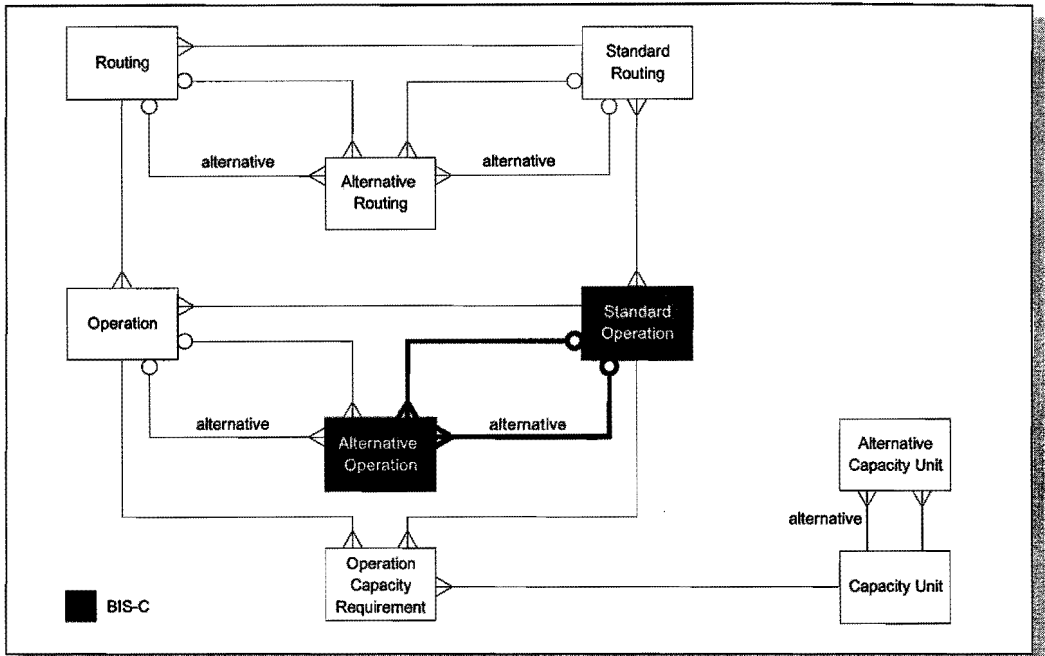 Routing
Standard
Routing
alternative
alternative
Alternative
Routing
Operation
Standard
Operation
alternative
alternative
Alternative
Operation
Alternative
Capacity Unit
alternative
Operation
Capacity
Requirement
Capacity Unit
BIS-C